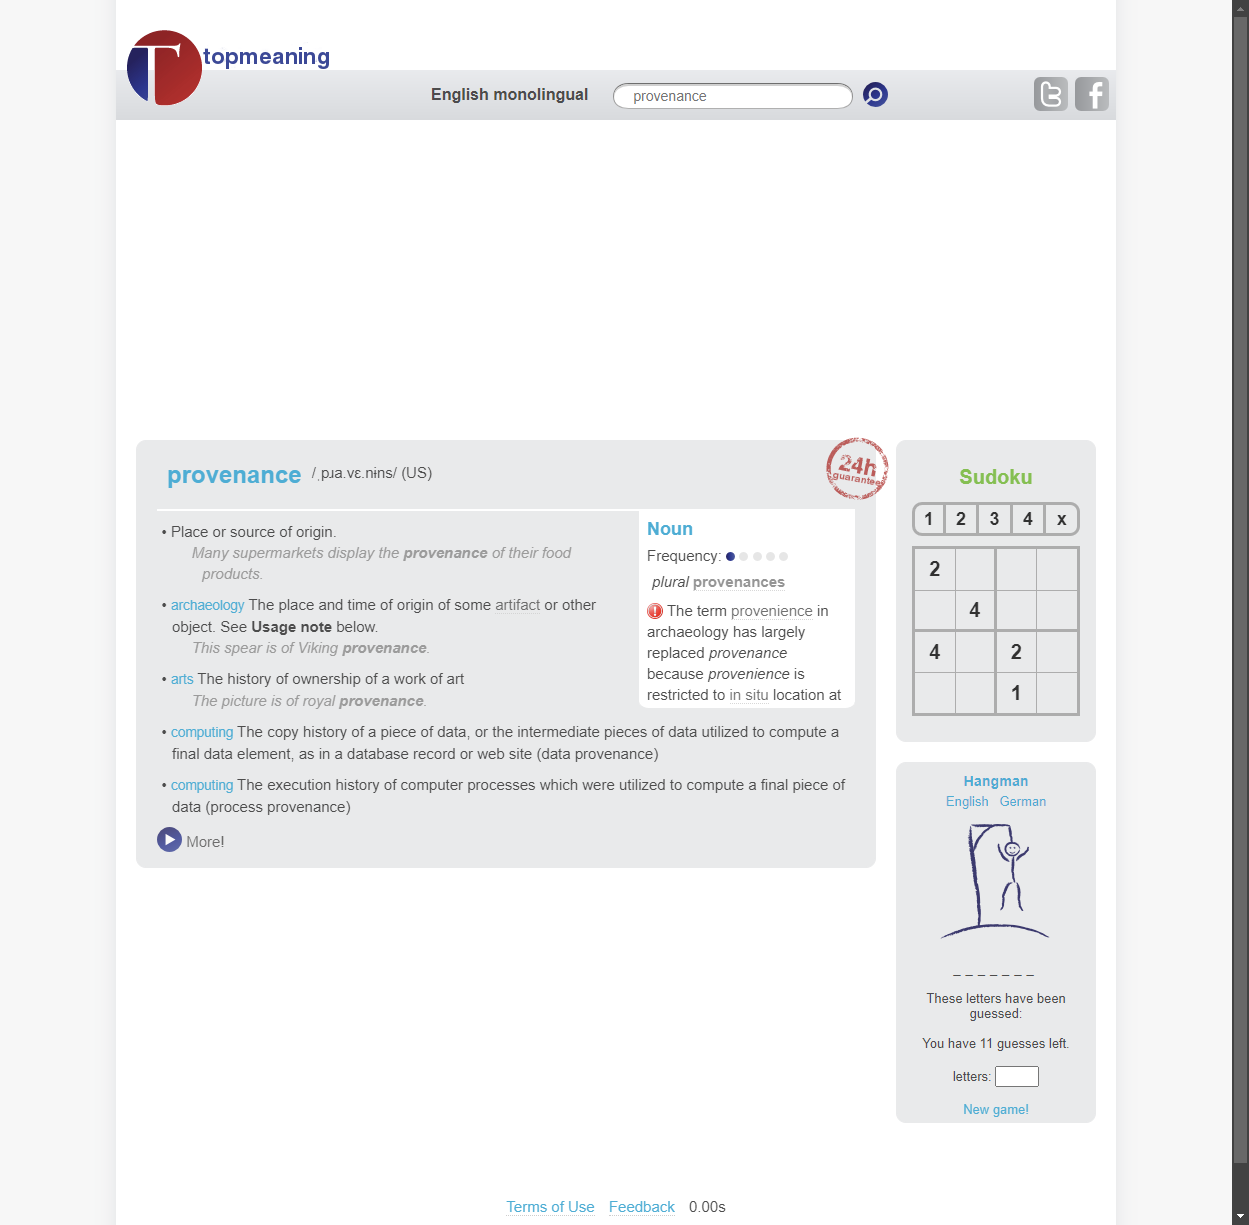 T topmeaning
English monolingual provenance
provenance /ˌpɹɑ.vɛ.nɨns/ (US)
24h
guarantee
• Place or source of origin.
Many supermarkets display the provenance of their food
products.
• archaeology The place and time of origin of some artifact or other
object. See Usage note below.
This spear is of Viking provenance.
• arts The history of ownership of a work of art
The picture is of royal provenance.
• computing The copy history of a piece of data, or the intermediate pieces of data utilized to compute a
final data element, as in a database record or web site (data provenance)
• computing The execution history of computer processes which were utilized to compute a final piece of
data (process provenance)
More!
Noun
Frequency:
plural provenances
The term provenience in
archaeology has largely
replaced provenance
because provenience is
restricted to in situ location at
Sudoku
1 2 3 4 x
2
4
4 2
1
Hangman
English German
_ _ _ _ _ _ _
These letters have been
guessed:
You have 11 guesses left.
letters:
New game!
Terms of Use Feedback 0.00s